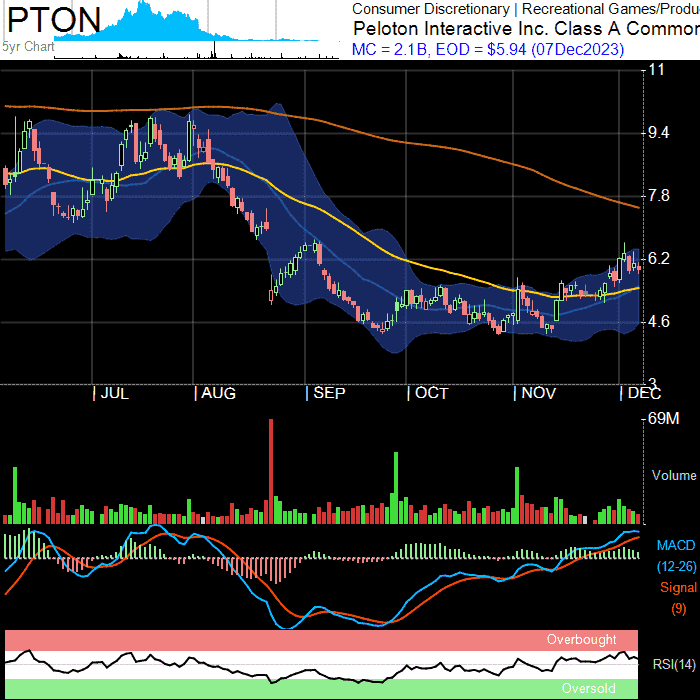 PTON
5yr Chart
Consumer Discretionary | Recreational Games/Produ
Peloton Interactive Inc. Class A Common
MC = 2.1B, EOD = $5.94 (07Dec2023)
11
9.4
7.8
6.2
4.6
3
| JUL | AUG | SEP | OCT | NOV | DEC
69M
Volume
MACD
(12-26)
Signal
(9)
Overbought
RSI(14)
Oversold